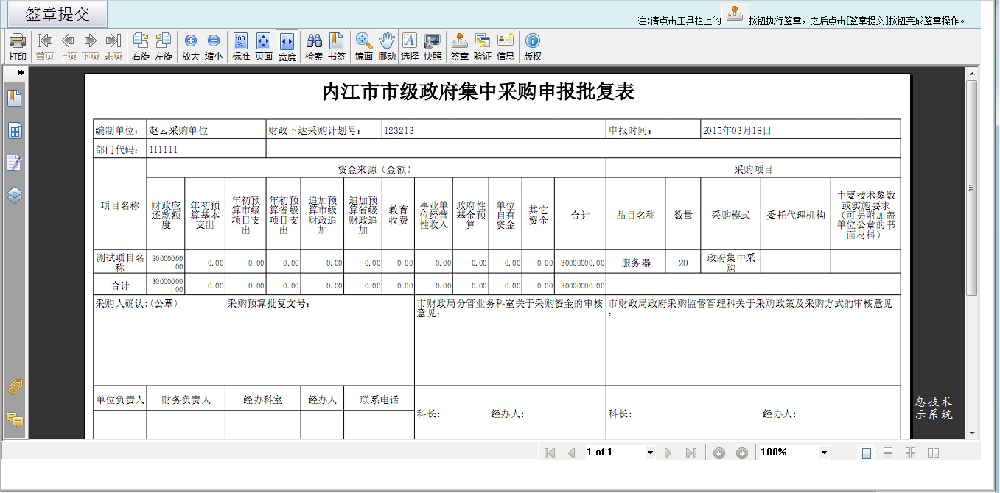 签章提交
注:请点击工具栏上的 按钮执行签章，之后点击[签章提交]按钮完成签章操作。
打印 首页 上页 下页 末页 右旋 左旋 放大 缩小 标准 页面 宽度 检索 书签 镜面 挪动 选择 快照 签章 验证 信息 版权
内江市市级政府集中采购申报批复表
编制单位: 赵云采购单位 财政下达采购计划号: 123213 申报时间: 2015年03月18日
部门代码: 111111
项目名称
资金来源（金额） 采购项目
财政应
还款额
度
年初预
算基本
支出
年初预
算市级
项目支
出
年初预
算省级
项目支
出
追加预
算市级
财政追
加
追加预
算省级
财政追
加
教育
收费
事业单
位经营
性收入
政府性
基金预
算
单位
自有
资金
其它
资金
合计
品目名称
数量
采购模式
委托代理机构
主要技术参数
或实施要求
（可另附加盖
单位公章的书
面材料）
测试项目名
称
30000000
.00
0.00 0.00 0.00 0.00 0.00 0.00 0.00 0.00 0.00 0.00 30000000.00 服务器 20
政府集中采
购
合计
30000000
.00
0.00 0.00 0.00 0.00 0.00 0.00 0.00 0.00 0.00 0.00 30000000.00
采购人确认:(公章) 采购预算批复文号:
市财政局分管业务科室关于采购资金的审核
意见:
市财政局政府采购监督管理科关于采购政策及采购方式的审核意见
:
单位负责人 财务负责人 经办科室 经办人 联系电话
科长: 经办人:
科长: 经办人:
息技术
示系统
1 of 1 100%